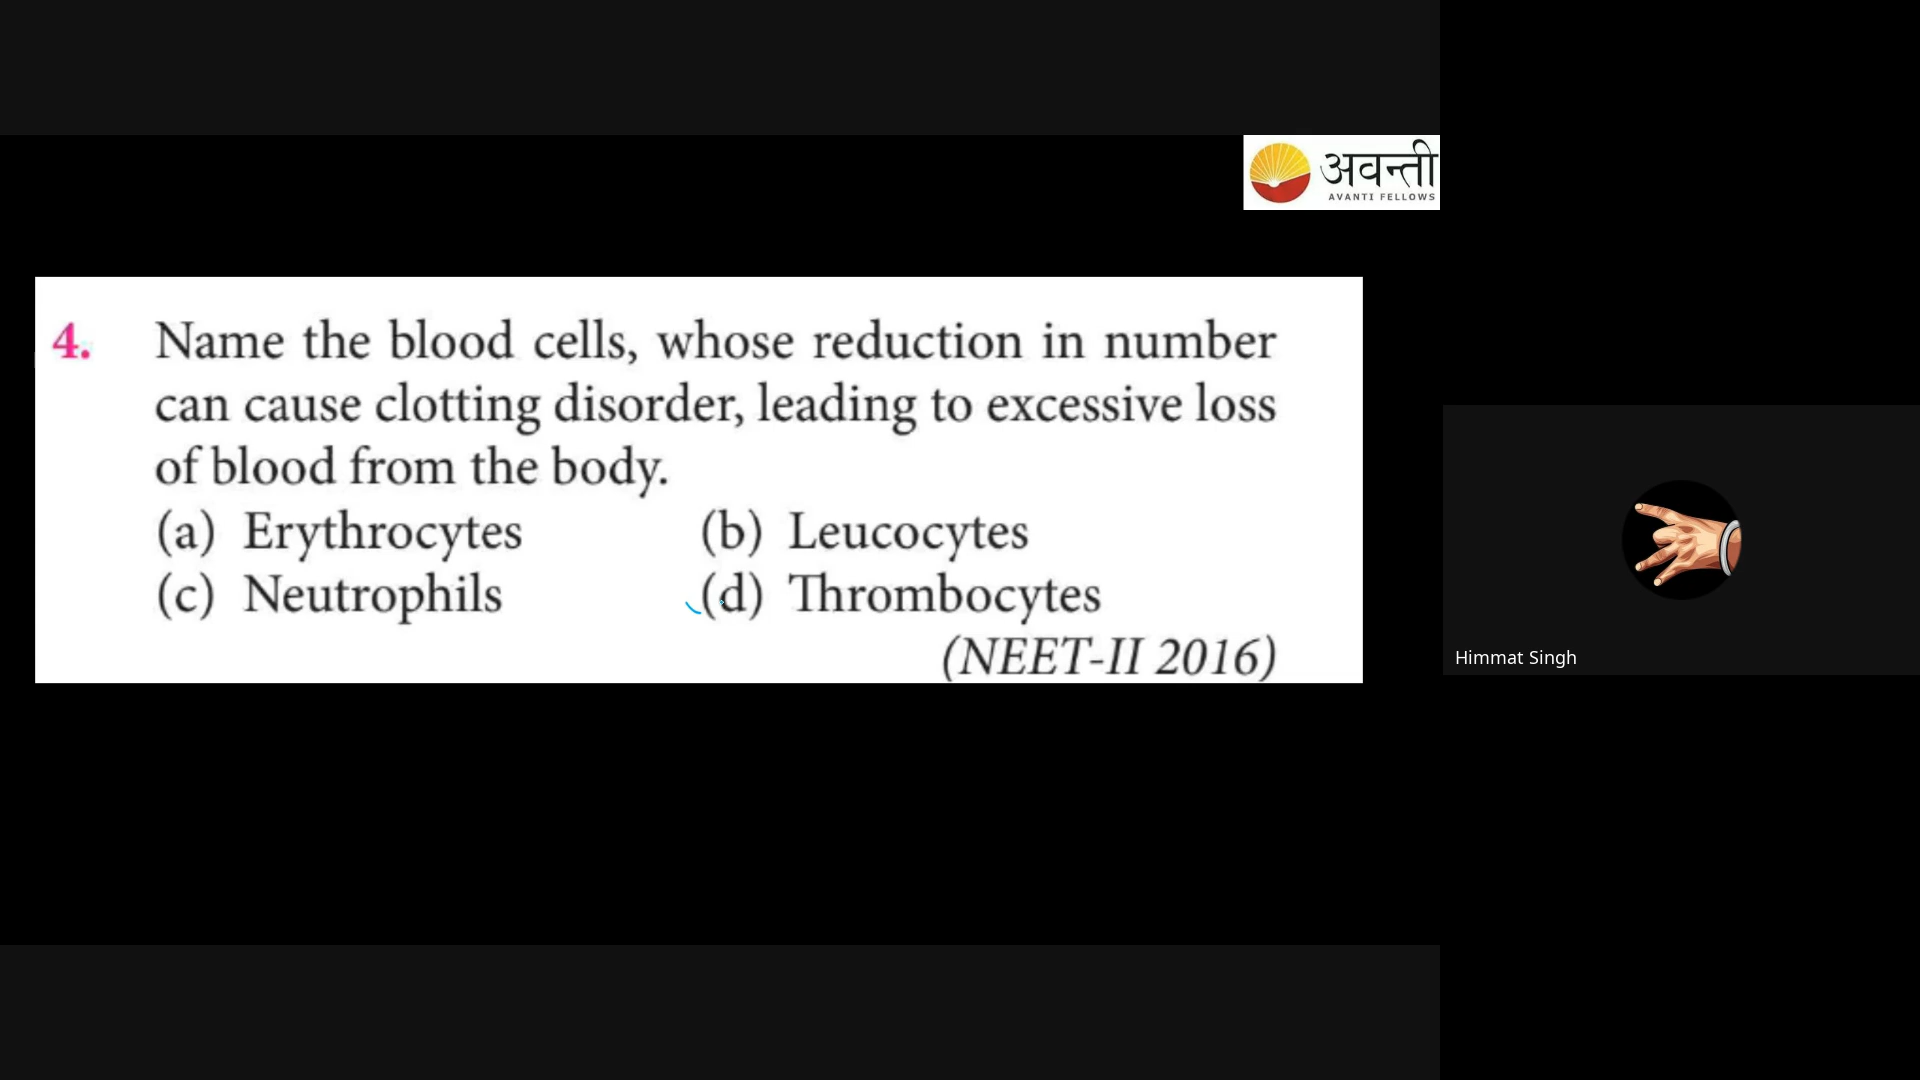 अवन्ती
AVANTI FELLOWS
4. Name the blood cells, whose reduction in number
can cause clotting disorder, leading to excessive loss
of blood from the body.
(a) Erythrocytes (b) Leucocytes
(c) Neutrophils (d) Thrombocytes
(NEET-II 2016)
Himmat Singh